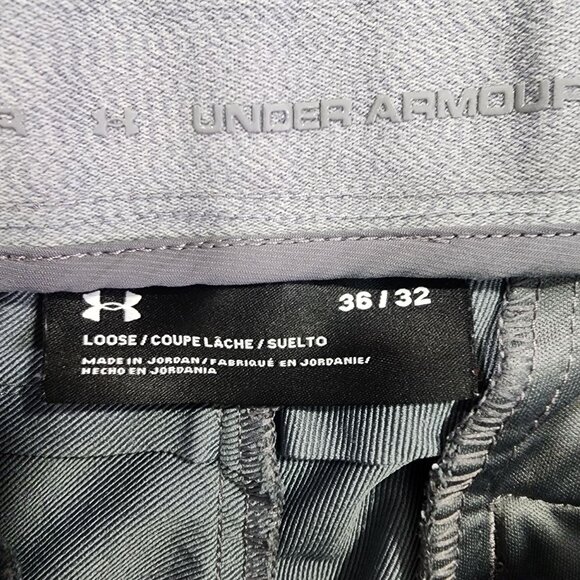 R UNDER ARMOUR
36 / 32
LOOSE / COUPE LÂCHE / SUELTO
MADE IN JORDAN / FABRIQUÉ EN JORDANIE /
HECHO EN JORDANIA